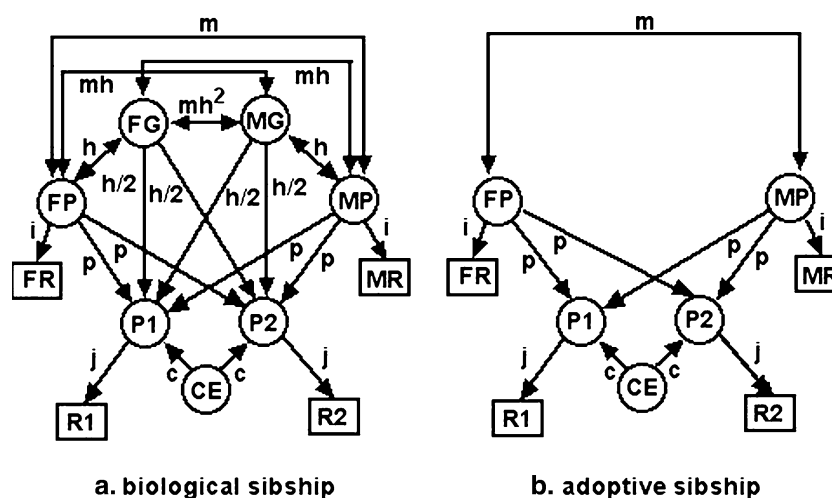 m
m
mh
mh
mh²
FG
MG
h
h
h/2
h/2
h/2
h/2
FP
MP
FP
MP
i
p
p
p
p
i
i
p
p
p
p
i
FR
MR
FR
MR
P1
P2
P1
P2
j
c
CE
c
j
j
c
CE
c
j
R1
R2
R1
R2
a. biological sibship
b. adoptive sibship